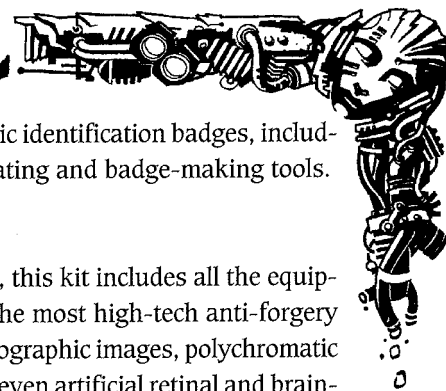 ic identification badges, includ-
ating and badge-making tools.
, this kit includes all the equip-
he most high-tech anti-forgery
ographic images, polychromatic
even artificial retinal and brain-